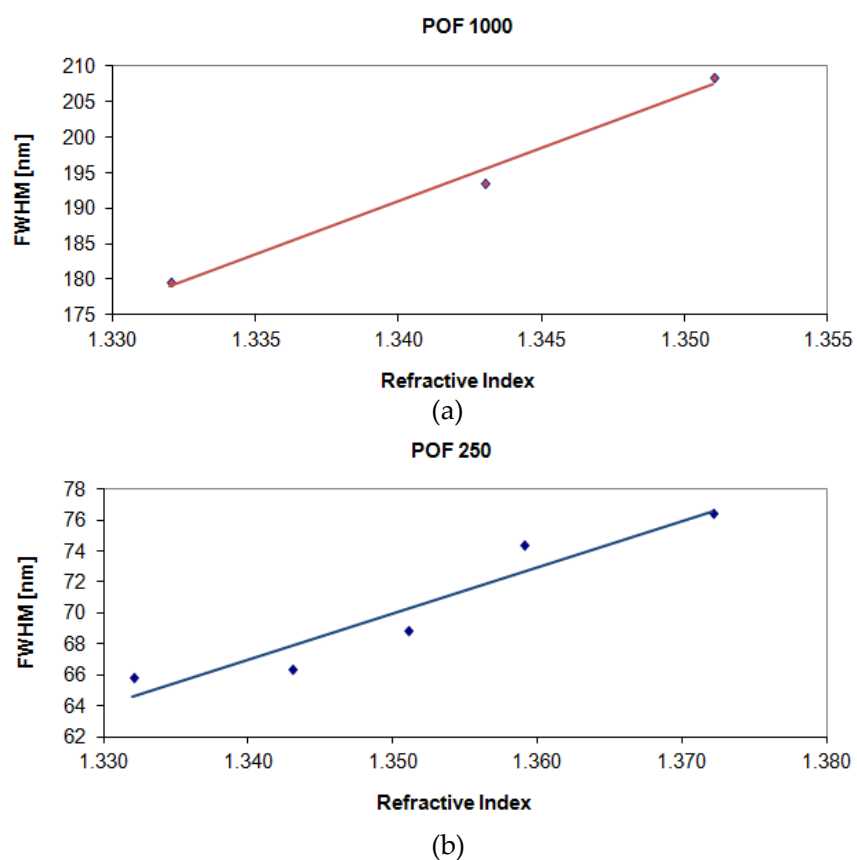 POF 1000
FWHM [nm]
210
205
200
195
190
185
180
175
1.330 1.335 1.340 1.345 1.350 1.355
Refractive Index
(a)
POF 250
FWHM [nm]
78
76
74
72
70
68
66
64
62
1.330 1.340 1.350 1.360 1.370 1.380
Refractive Index
(b)